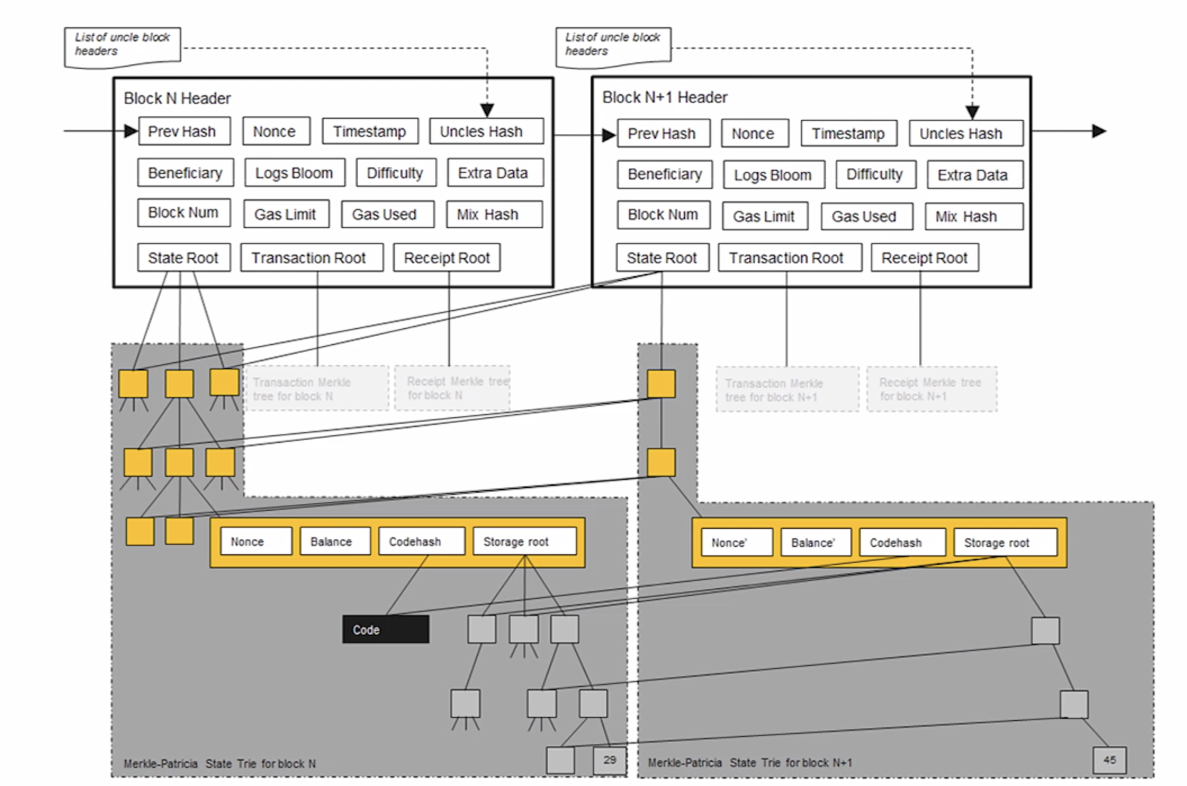 List of uncle block
headers
List of uncle block
headers
Block N Header
Prev Hash
Nonce
Timestamp
Uncles Hash
Beneficiary
Logs Bloom
Difficulty
Extra Data
Block Num
Gas Limit
Gas Used
Mix Hash
State Root
Transaction Root
Receipt Root
Block N+1 Header
Prev Hash
Nonce
Timestamp
Uncles Hash
Beneficiary
Logs Bloom
Difficulty
Extra Data
Block Num
Gas Limit
Gas Used
Mix Hash
State Root
Transaction Root
Receipt Root
Transaction Merkle
tree for block N
Receipt Merkle tree
for block N
Transaction Merkle
tree for block N+1
Receipt Merkle tree
for block N+1
Nonce
Balance
Codehash
Storage root
Nonce'
Balance'
Codehash
Storage root
Code
29
45
Merkle-Patricia State Trie for block N
Merkle-Patricia State Trie for block N+1